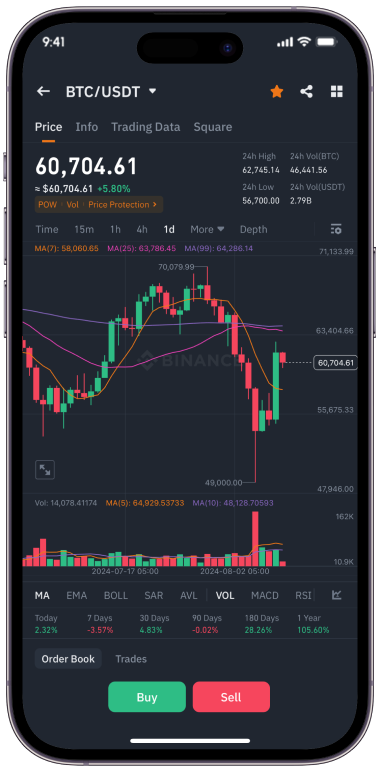 9:41
BTC/USDT
Price Info Trading Data Square
60,704.61
≈ $60,704.61 +5.80%
POW Vol Price Protection >
24h High 24h Vol(BTC)
62,745.14 46,441.56
24h Low 24h Vol(USDT)
56,700.00 2.79B
Time 15m 1h 4h 1d More Depth
MA(7): 58,060.65 MA(25): 63,786.45 MA(99): 64,286.14
71,133.99
70,079.99
63,404.66
BINANCE
60,704.61
55,675.33
49,000.00
47,946.00
Vol: 14,078.41174 MA(5): 64,929.53733 MA(10): 48,128.70593
162K
10.9K
2024-07-17 05:00 2024-08-02 05:00
MA EMA BOLL SAR AVL VOL MACD RSI
Today 7 Days 30 Days 90 Days 180 Days 1 Year
2.32% -3.57% 4.83% -0.02% 28.26% 105.60%
Order Book Trades
Buy Sell